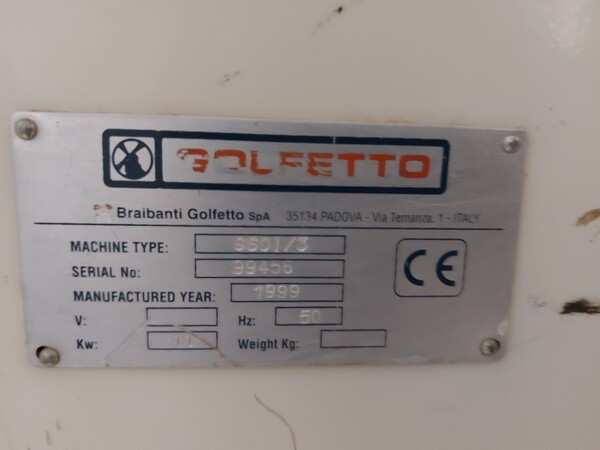 GOLFETTO
Braibanti Golfetto SpA 35134 PADOVA - Via Temanza, 1 - ITALY
MACHINE TYPE:
SERIAL No: 99456
MANUFACTURED YEAR: 1999
V: Hz: 50
Kw: Weight Kg:
CE